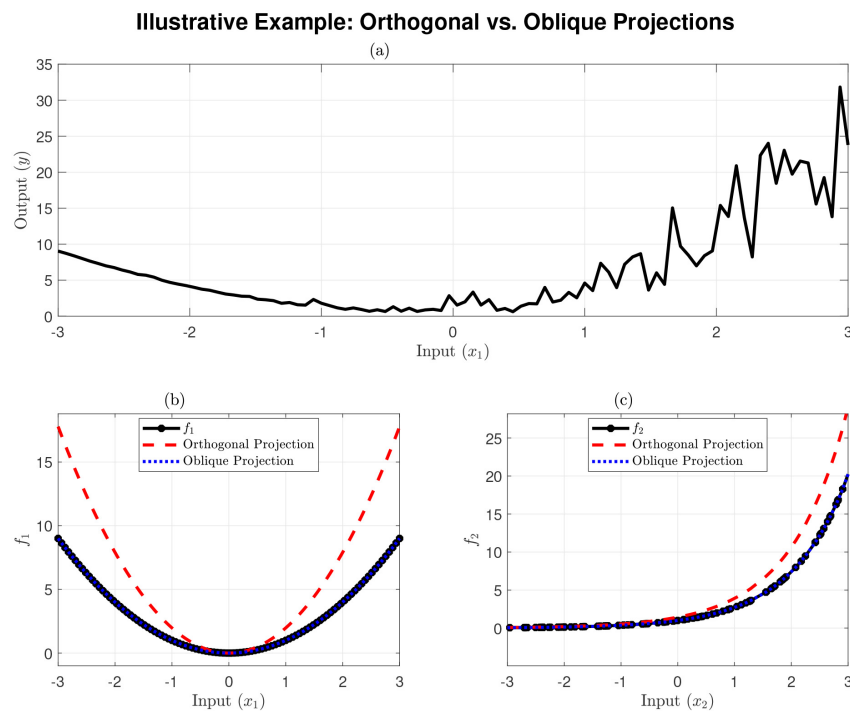 Illustrative Example: Orthogonal vs. Oblique Projections
(a)
35
30
25
20
15
10
5
0
Output (y)
-3 -2 -1 0 1 2 3
Input (x₁)
(b)
f₁
Orthogonal Projection
Oblique Projection
15
10
5
0
f₁
-3 -2 -1 0 1 2 3
Input (x₁)
(c)
f₂
Orthogonal Projection
Oblique Projection
25
20
15
10
5
0
f₂
-3 -2 -1 0 1 2 3
Input (x₂)